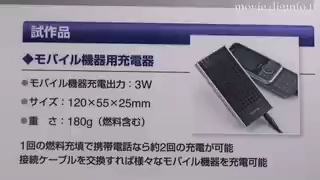 movie.diginfo.t
試作品
◆モバイル機器用充電器
●モバイル機器充電出力：3W
●サイズ：120×55×25mm
●重　さ：180g（燃料含む）
1回の燃料充填で携帯電話なら約2回の充電が可能
接続ケーブルを交換すれば様々なモバイル機器を充電可能